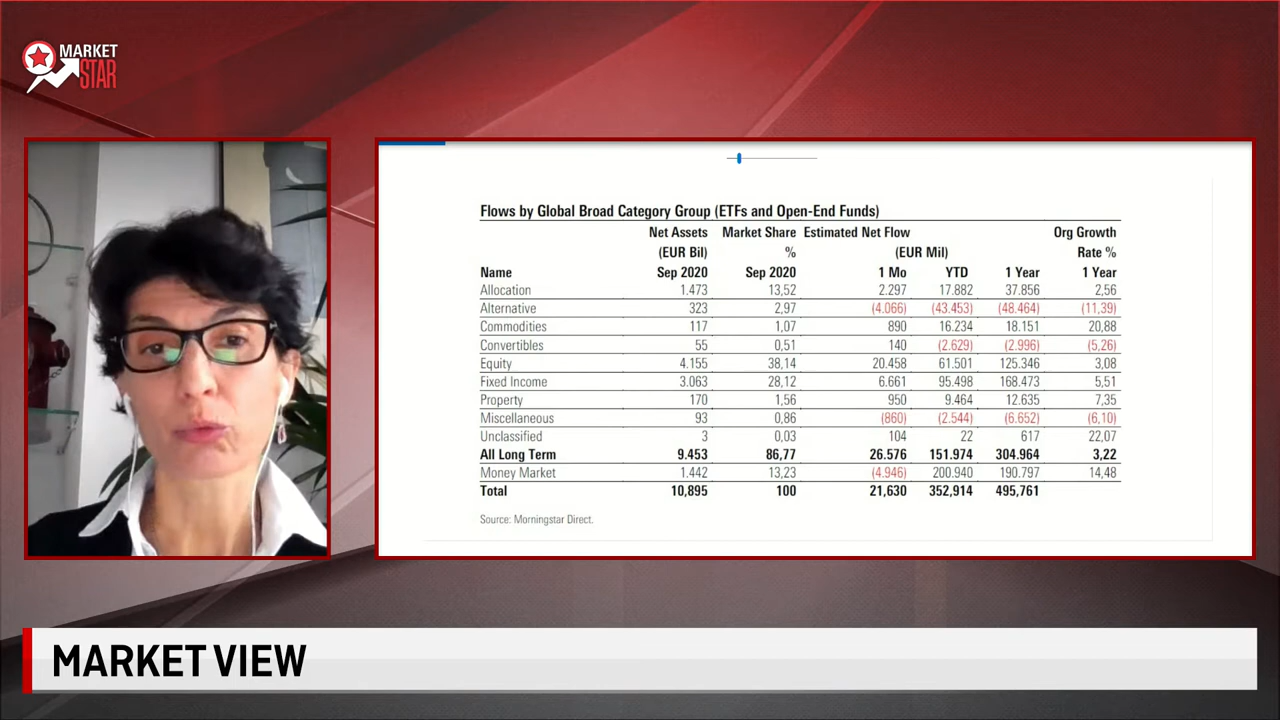 MARKET
STAR
Flows by Global Broad Category Group (ETFs and Open-End Funds)
Net Assets Market Share Estimated Net Flow Org Growth
(EUR Bil) % (EUR Mil) Rate %
Name Sep 2020 Sep 2020 1 Mo YTD 1 Year 1 Year
Allocation 1.473 13,52 2.297 17.882 37.856 2,56
Alternative 323 2,97 (4.066) (43.453) (48.464) (11,39)
Commodities 117 1,07 890 16.234 18.151 20,88
Convertibles 55 0,51 140 (2.629) (2.996) (5,26)
Equity 4.155 38,14 20.458 61.501 125.346 3,08
Fixed Income 3.063 28,12 6.661 95.498 168.473 5,51
Property 170 1,56 950 9.464 12.635 7,35
Miscellaneous 93 0,86 (860) (2.544) (6.652) (6,10)
Unclassified 3 0,03 104 22 617 22,07
All Long Term 9.453 86,77 26.576 151.974 304.964 3,22
Money Market 1.442 13,23 (4.946) 200.940 190.797 14,48
Total 10,895 100 21,630 352,914 495,761
Source: Morningstar Direct.
MARKET VIEW